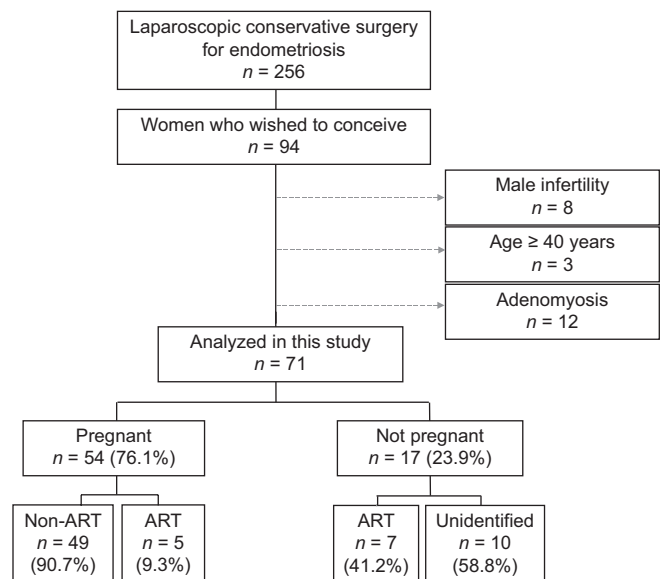 Laparoscopic conservative surgery
for endometriosis
n = 256
Women who wished to conceive
n = 94
Male infertility
n = 8
Age ≥ 40 years
n = 3
Adenomyosis
n = 12
Analyzed in this study
n = 71
Pregnant
n = 54 (76.1%)
Not pregnant
n = 17 (23.9%)
Non-ART
n = 49
(90.7%)
ART
n = 5
(9.3%)
ART
n = 7
(41.2%)
Unidentified
n = 10
(58.8%)